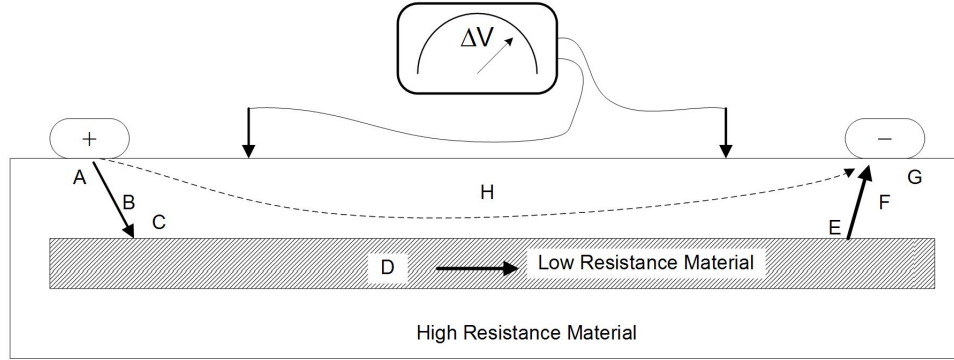 ΔV
+
−
A
G
B
H
F
C
E
D
Low Resistance Material
High Resistance Material